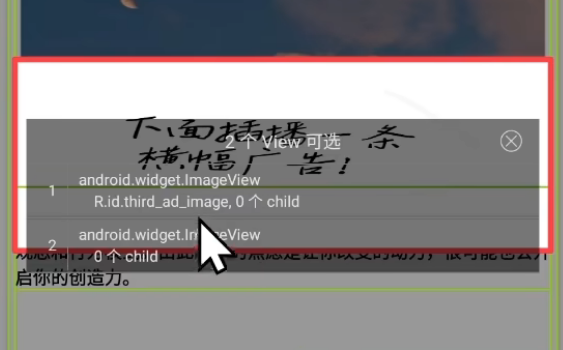 下面插播一条
2 个 View 可选
横幅广告!
1
android.widget.ImageView
R.id.third_ad_image, 0 个 child
2
android.widget.ImageView
0 个 child
启你的创造力。